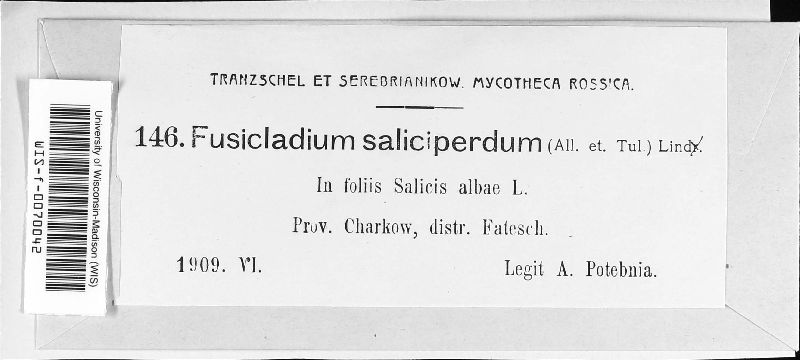 TRANZSCHEL ET SEREBRIANIKOW. MYCOTHECA ROSSICA.
146. Fusicladium saliciperdum (All. et. Tul.) Lind.
In foliis Salicis albae L.
Prov. Charkow, distr. Fatesch.
1909. VI. Legit A. Potebnia.
University of Wisconsin-Madison (WIS)
WIS-f-0070042